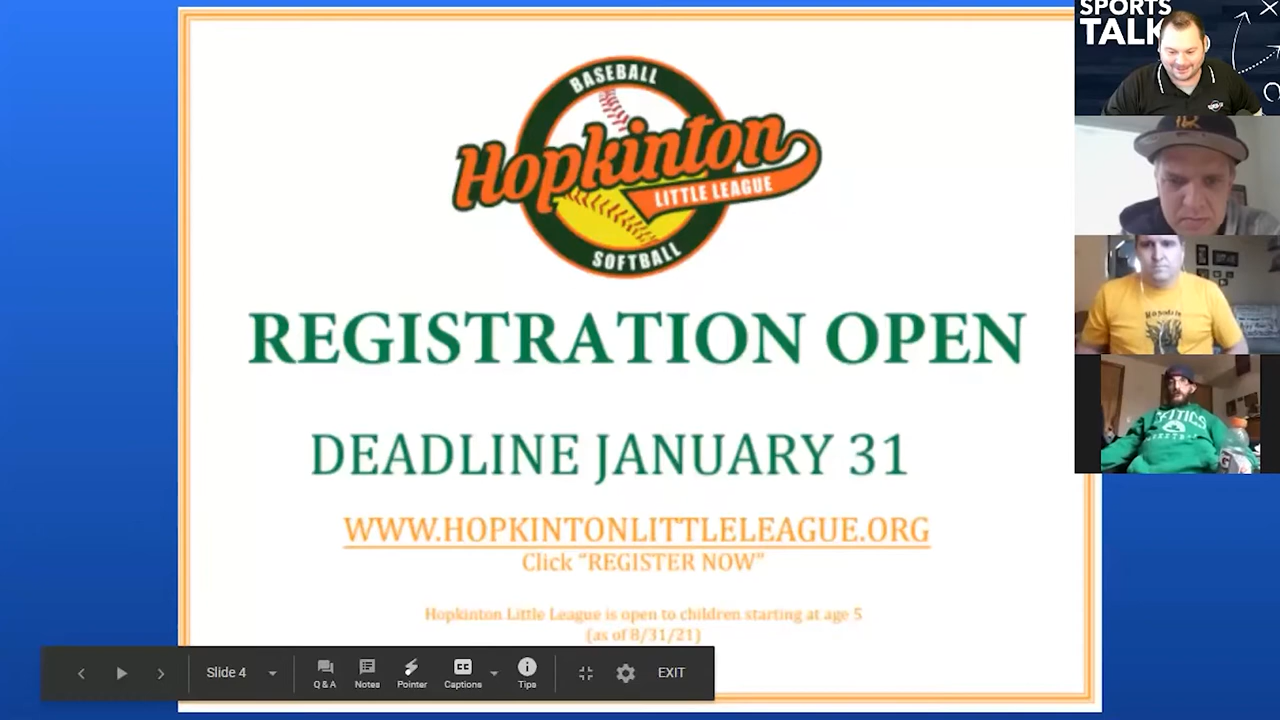 SPORTS
TALK
BASEBALL
Hopkinton
LITTLE LEAGUE
SOFTBALL
REGISTRATION OPEN
DEADLINE JANUARY 31
WWW.HOPKINTONLITTLELEAGUE.ORG
Click “REGISTER NOW”
Hopkinton Little League is open to children starting at age 5
(as of 8/31/21)
Slide 4
Q & A
Notes
Pointer
CC
Captions
Tips
EXIT